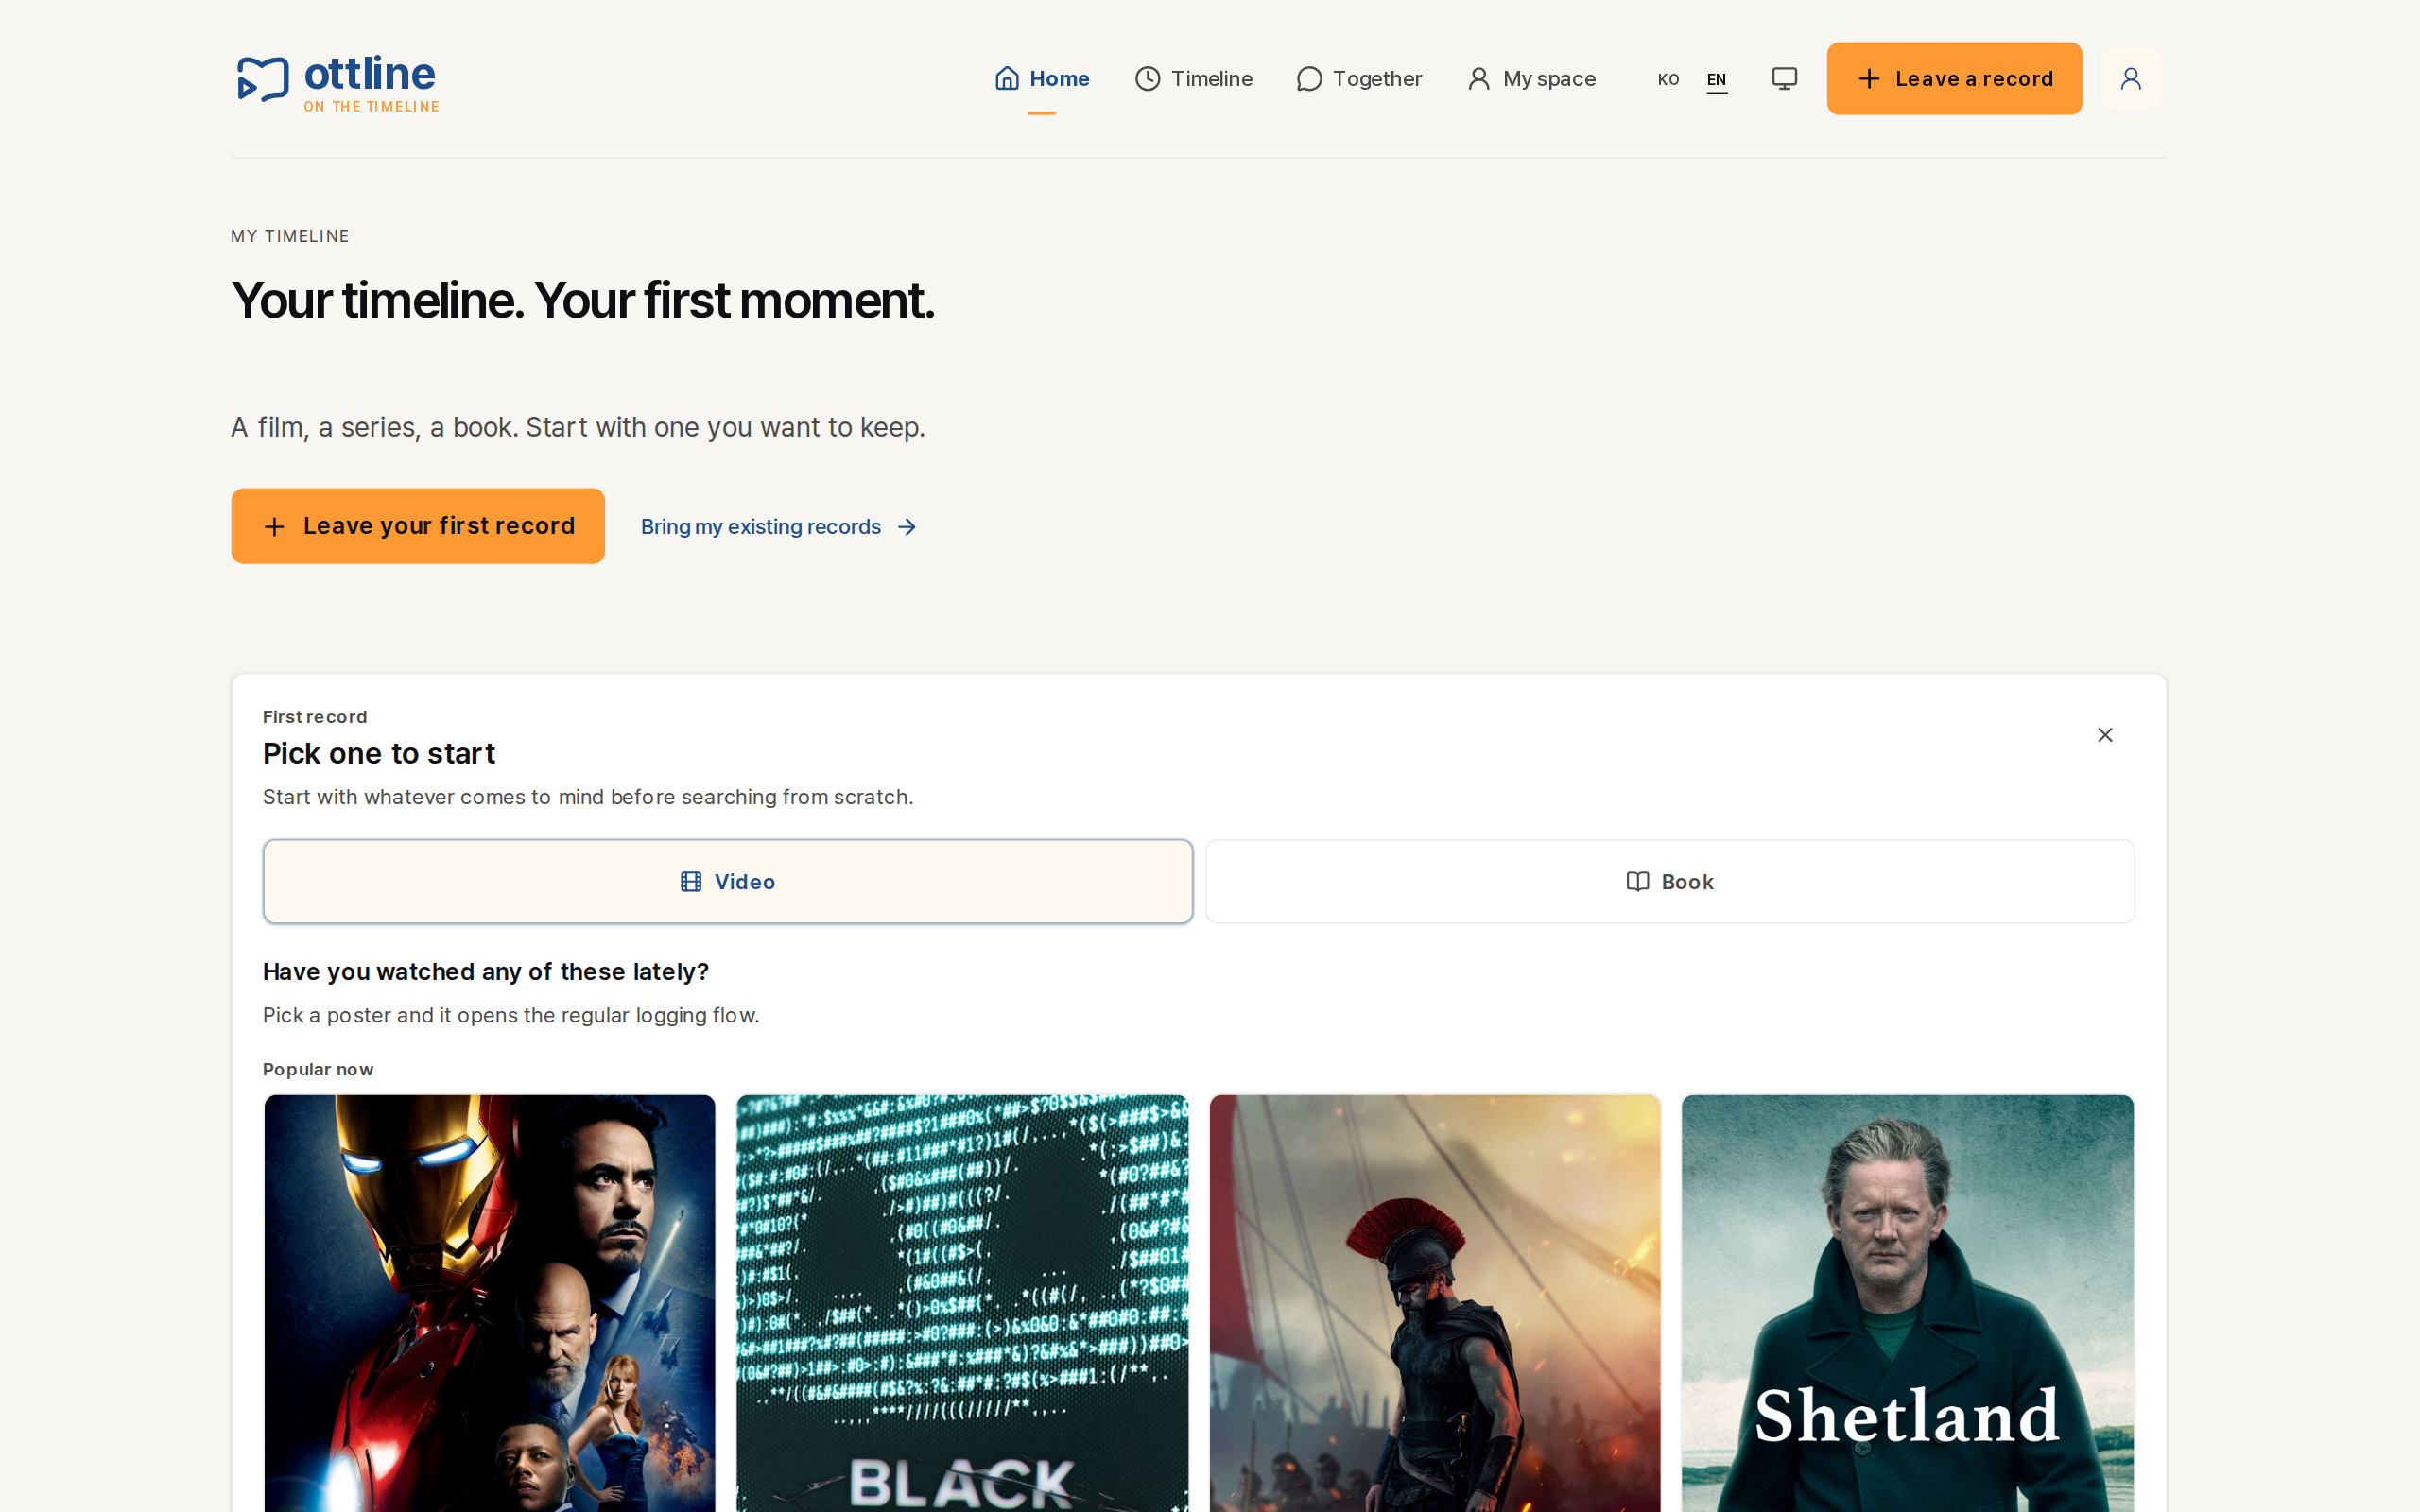 ottline
ON THE TIMELINE
Home
Timeline
Together
My space
KO
EN
Leave a record
MY TIMELINE
Your timeline. Your first moment.
A film, a series, a book. Start with one you want to keep.
Leave your first record
Bring my existing records
First record
Pick one to start
Start with whatever comes to mind before searching from scratch.
Video
Book
Have you watched any of these lately?
Pick a poster and it opens the regular logging flow.
Popular now
BLACK
Shetland